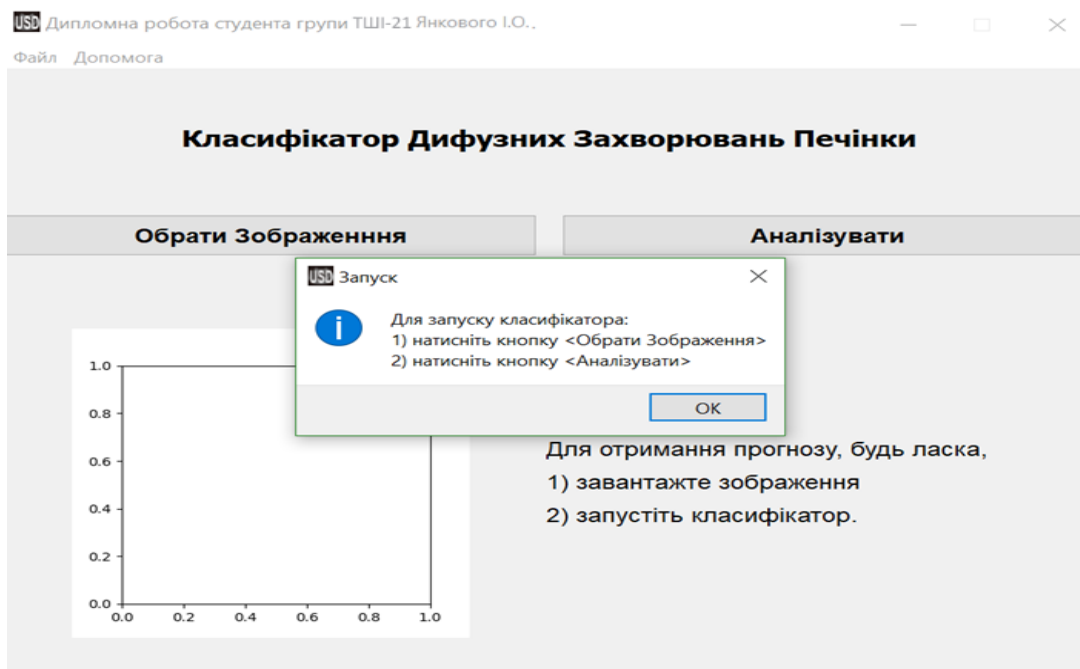 USD Дипломна робота студента групи ТШІ-21 Янкового І.О..
Файл Допомога
Класифікатор Дифузних Захворювань Печінки
Обрати Зображенння
Аналізувати
USD Запуск
Для запуску класифікатора:
1) натисніть кнопку <Обрати Зображення>
2) натисніть кнопку <Аналізувати>
OK
1.0
0.8
0.6
0.4
0.2
0.0
0.0 0.2 0.4 0.6 0.8 1.0
Для отримання прогнозу, будь ласка,
1) завантажте зображення
2) запустіть класифікатор.